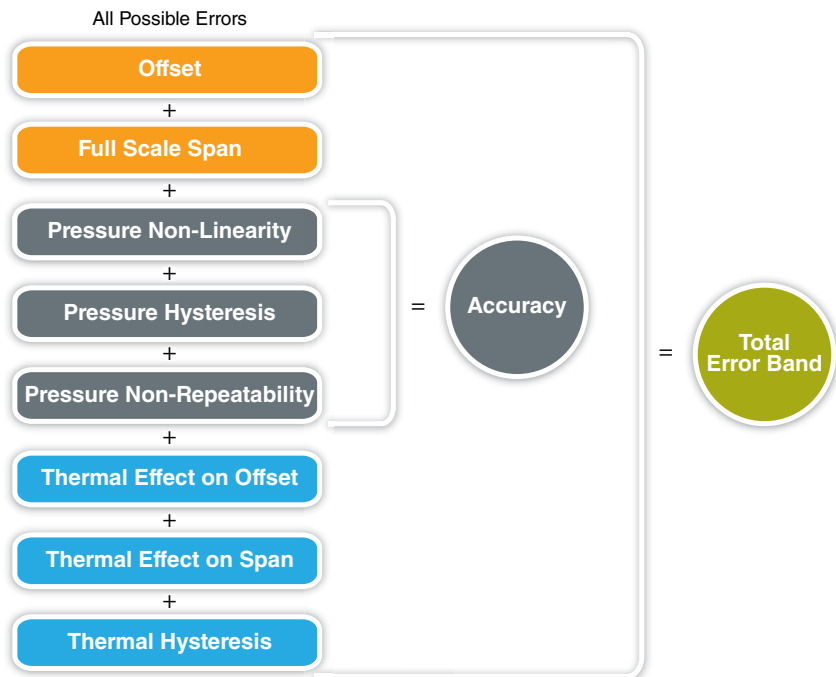 All Possible Errors
Offset
+
Full Scale Span
+
Pressure Non-Linearity
+
Pressure Hysteresis
+
Pressure Non-Repeatability
+
Thermal Effect on Offset
+
Thermal Effect on Span
+
Thermal Hysteresis
=
Accuracy
=
Total
Error Band